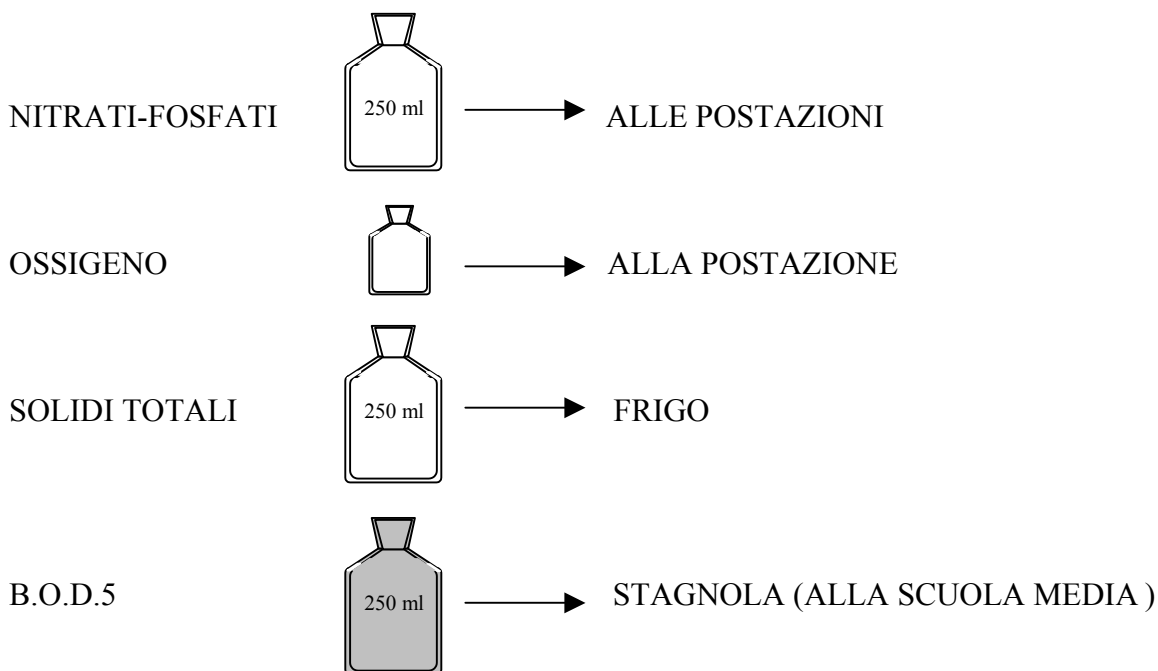 NITRATI-FOSFATI 250 ml ALLE POSTAZIONI
OSSIGENO ALLA POSTAZIONE
SOLIDI TOTALI 250 ml FRIGO
B.O.D.5 250 ml STAGNOLA (ALLA SCUOLA MEDIA )